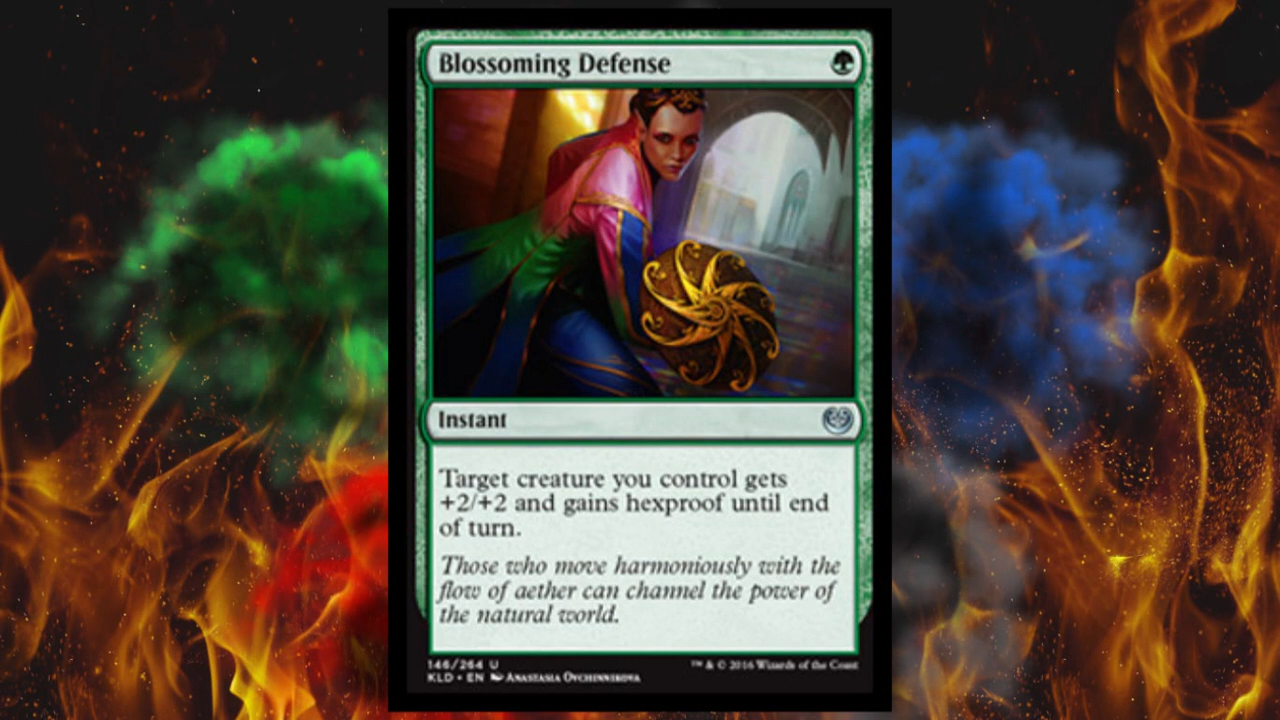 Blossoming Defense
Instant
Target creature you control gets
+2/+2 and gains hexproof until end
of turn.
Those who move harmoniously with the
flow of aether can channel the power of
the natural world.
146/264 U
KLD • EN Anastasia Ovchinnikova
™ & © 2016 Wizards of the Coast